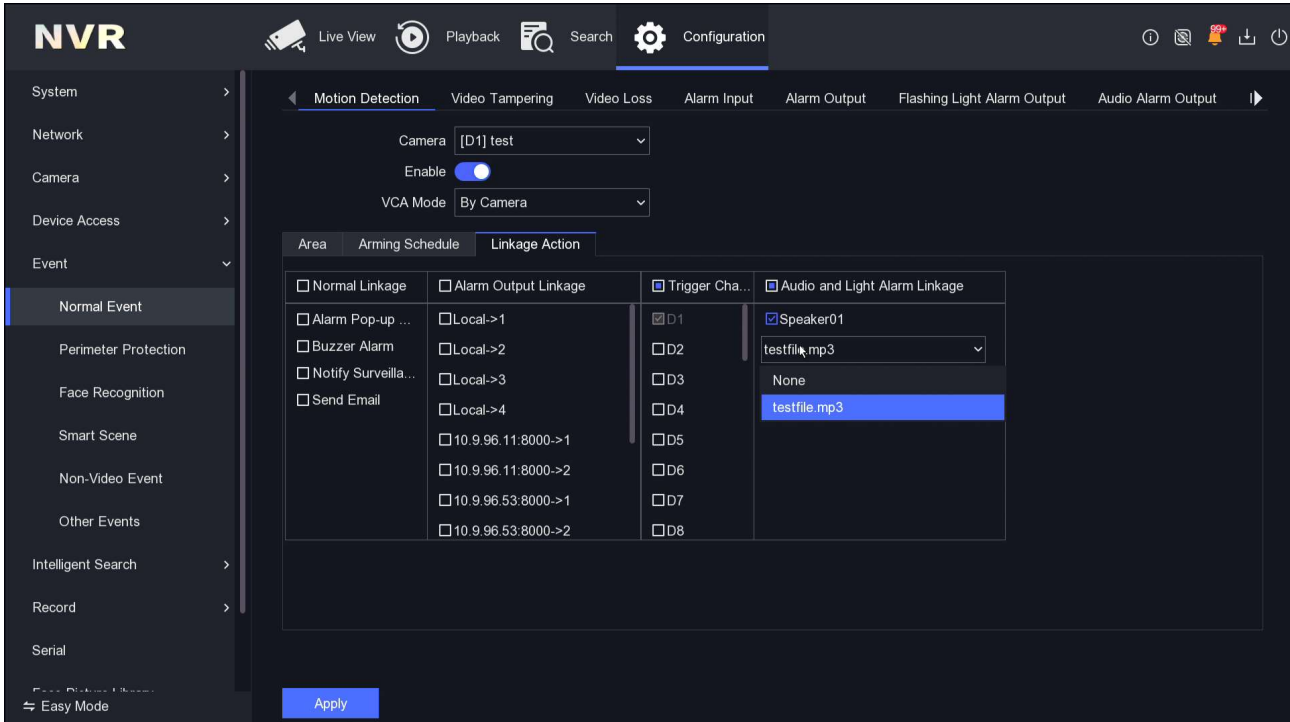 NVR
Live View
Playback
Search
Configuration
99+
System
Network
Camera
Device Access
Event
Normal Event
Perimeter Protection
Face Recognition
Smart Scene
Non-Video Event
Other Events
Intelligent Search
Record
Serial
Face Picture Library
Easy Mode
Motion Detection
Video Tampering
Video Loss
Alarm Input
Alarm Output
Flashing Light Alarm Output
Audio Alarm Output
Camera [D1] test
Enable
VCA Mode By Camera
Area
Arming Schedule
Linkage Action
Normal Linkage
Alarm Pop-up ...
Buzzer Alarm
Notify Surveilla...
Send Email
Alarm Output Linkage
Local->1
Local->2
Local->3
Local->4
10.9.96.11:8000->1
10.9.96.11:8000->2
10.9.96.53:8000->1
10.9.96.53:8000->2
Trigger Cha...
D1
D2
D3
D4
D5
D6
D7
D8
Audio and Light Alarm Linkage
Speaker01
testfile.mp3
None
testfile.mp3
Apply